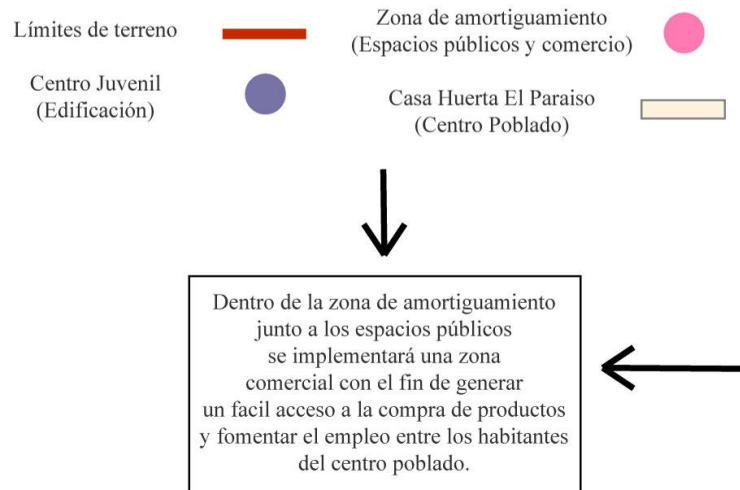 Límites de terreno
Zona de amortiguamiento
(Espacios públicos y comercio)
Centro Juvenil
(Edificación)
Casa Huerta El Paraiso
(Centro Poblado)
Dentro de la zona de amortiguamiento
junto a los espacios públicos
se implementará una zona
comercial con el fin de generar
un facil acceso a la compra de productos
y fomentar el empleo entre los habitantes
del centro poblado.